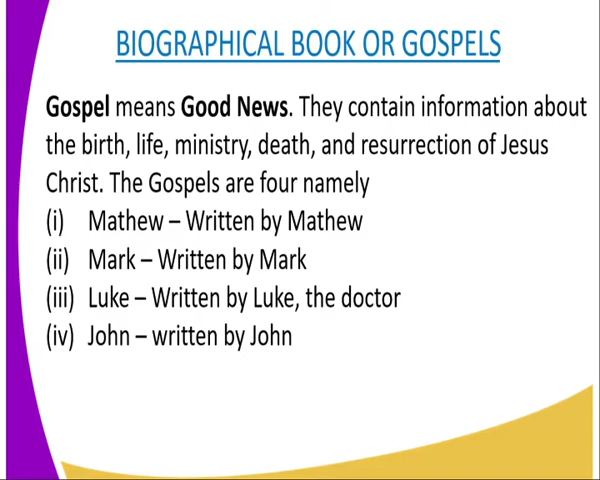 BIOGRAPHICAL BOOK OR GOSPELS
Gospel means Good News. They contain information about
the birth, life, ministry, death, and resurrection of Jesus
Christ. The Gospels are four namely
(i) Mathew – Written by Mathew
(ii) Mark – Written by Mark
(iii) Luke – Written by Luke, the doctor
(iv) John – written by John